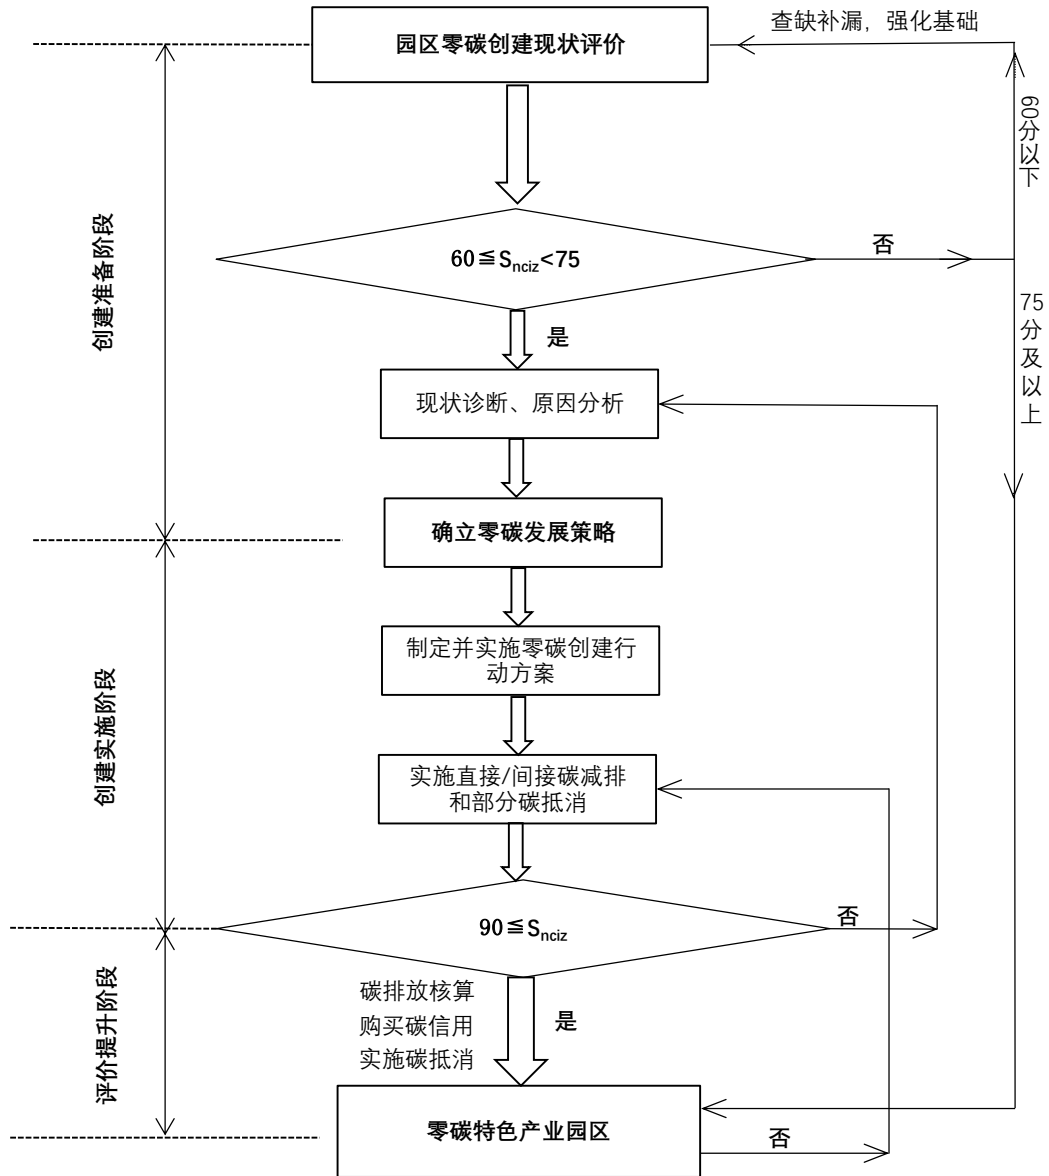 园区零碳创建现状评价
查缺补漏，强化基础
60分以下
60≦Snciz<75
否
75分及以上
创建准备阶段
是
现状诊断、原因分析
确立零碳发展策略
制定并实施零碳创建行
动方案
创建实施阶段
实施直接/间接碳减排
和部分碳抵消
90≦Snciz
否
评价提升阶段
碳排放核算
购买碳信用
实施碳抵消
是
零碳特色产业园区
否